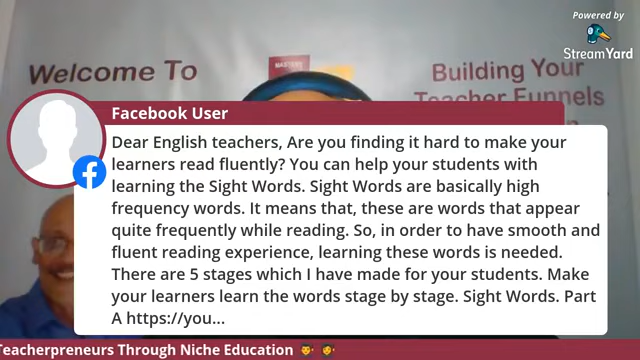 Powered by
StreamYard
Welcome To
Building Your
Teacher Funnels
Facebook User
Dear English teachers, Are you finding it hard to make your
learners read fluently? You can help your students with
learning the Sight Words. Sight Words are basically high
frequency words. It means that, these are words that appear
quite frequently while reading. So, in order to have smooth and
fluent reading experience, learning these words is needed.
There are 5 stages which I have made for your students. Make
your learners learn the words stage by stage. Sight Words. Part
A https://you...
Teacherpreneurs Through Niche Education 👨‍🎓 👩‍🎓